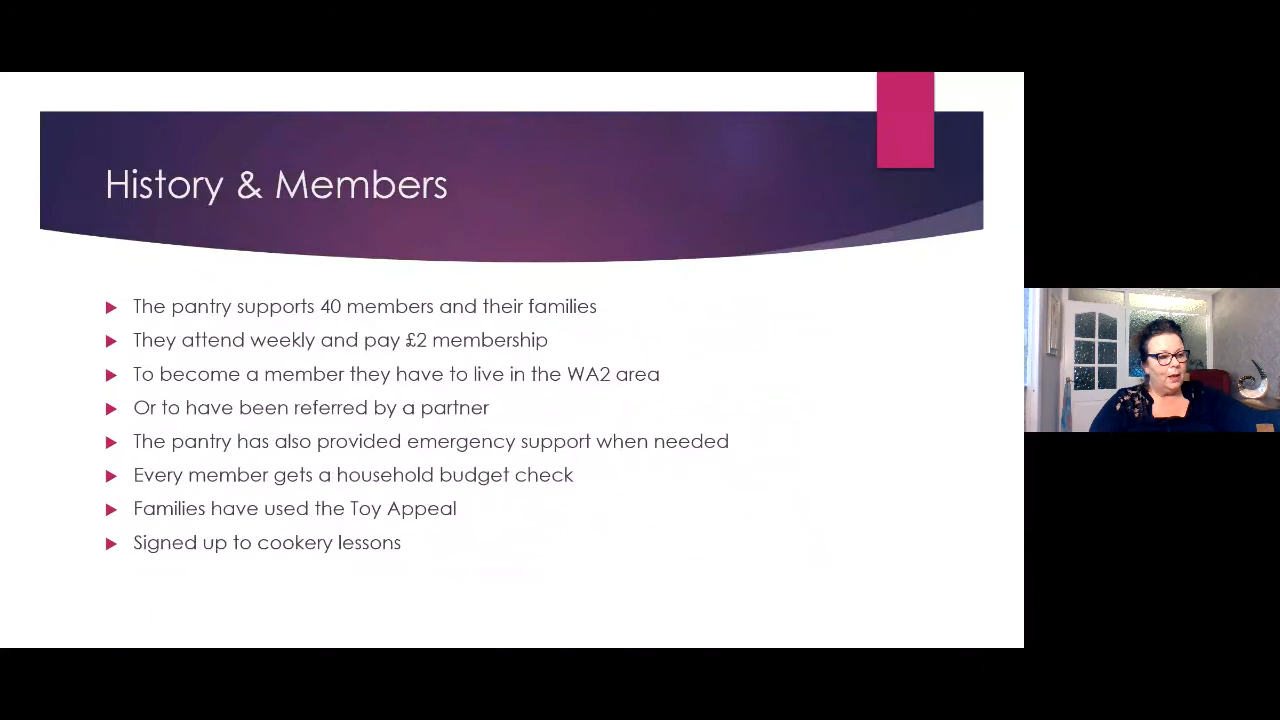 History & Members
The pantry supports 40 members and their families
They attend weekly and pay £2 membership
To become a member they have to live in the WA2 area
Or to have been referred by a partner
The pantry has also provided emergency support when needed
Every member gets a household budget check
Families have used the Toy Appeal
Signed up to cookery lessons